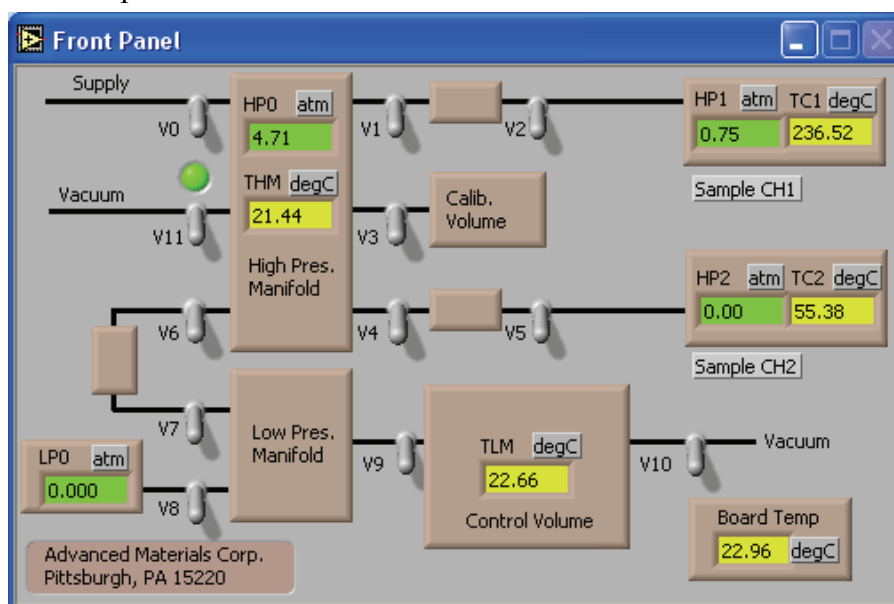 Front Panel
Supply
V0
HP0 atm
4.71
V1
V2
HP1 atm TC1 degC
0.75 236.52
Sample CH1
Vacuum
V11
THM degC
21.44
High Pres.
Manifold
V3
Calib.
Volume
V6
V4
V5
HP2 atm TC2 degC
0.00 55.38
Sample CH2
V7
Low Pres.
Manifold
V9
TLM degC
22.66
Control Volume
V10
Vacuum
LP0 atm
0.000
V8
Board Temp
22.96 degC
Advanced Materials Corp.
Pittsburgh, PA 15220